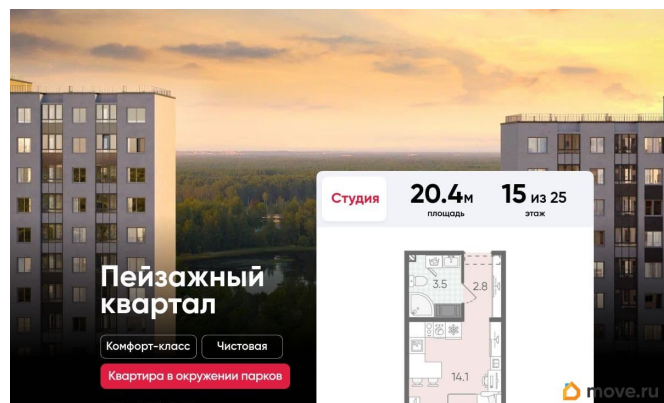 Студия
20.4м
площадь
15 из 25
этаж
3.5
2.8
14.1
Пейзажный
квартал
Комфорт-класс
Чистовая
Квартира в окружении парков
move.ru